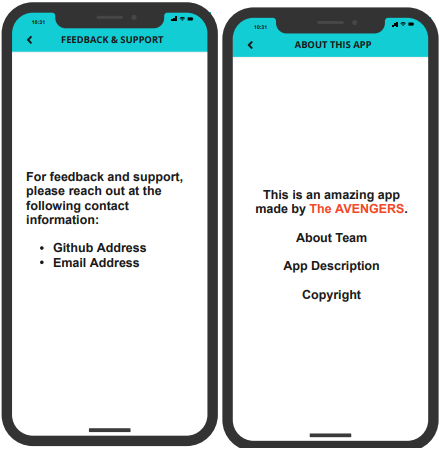 10:31
FEEDBACK & SUPPORT
For feedback and support,
please reach out at the
following contact
information:
• Github Address
• Email Address
10:31
ABOUT THIS APP
This is an amazing app
made by The AVENGERS.
About Team
App Description
Copyright